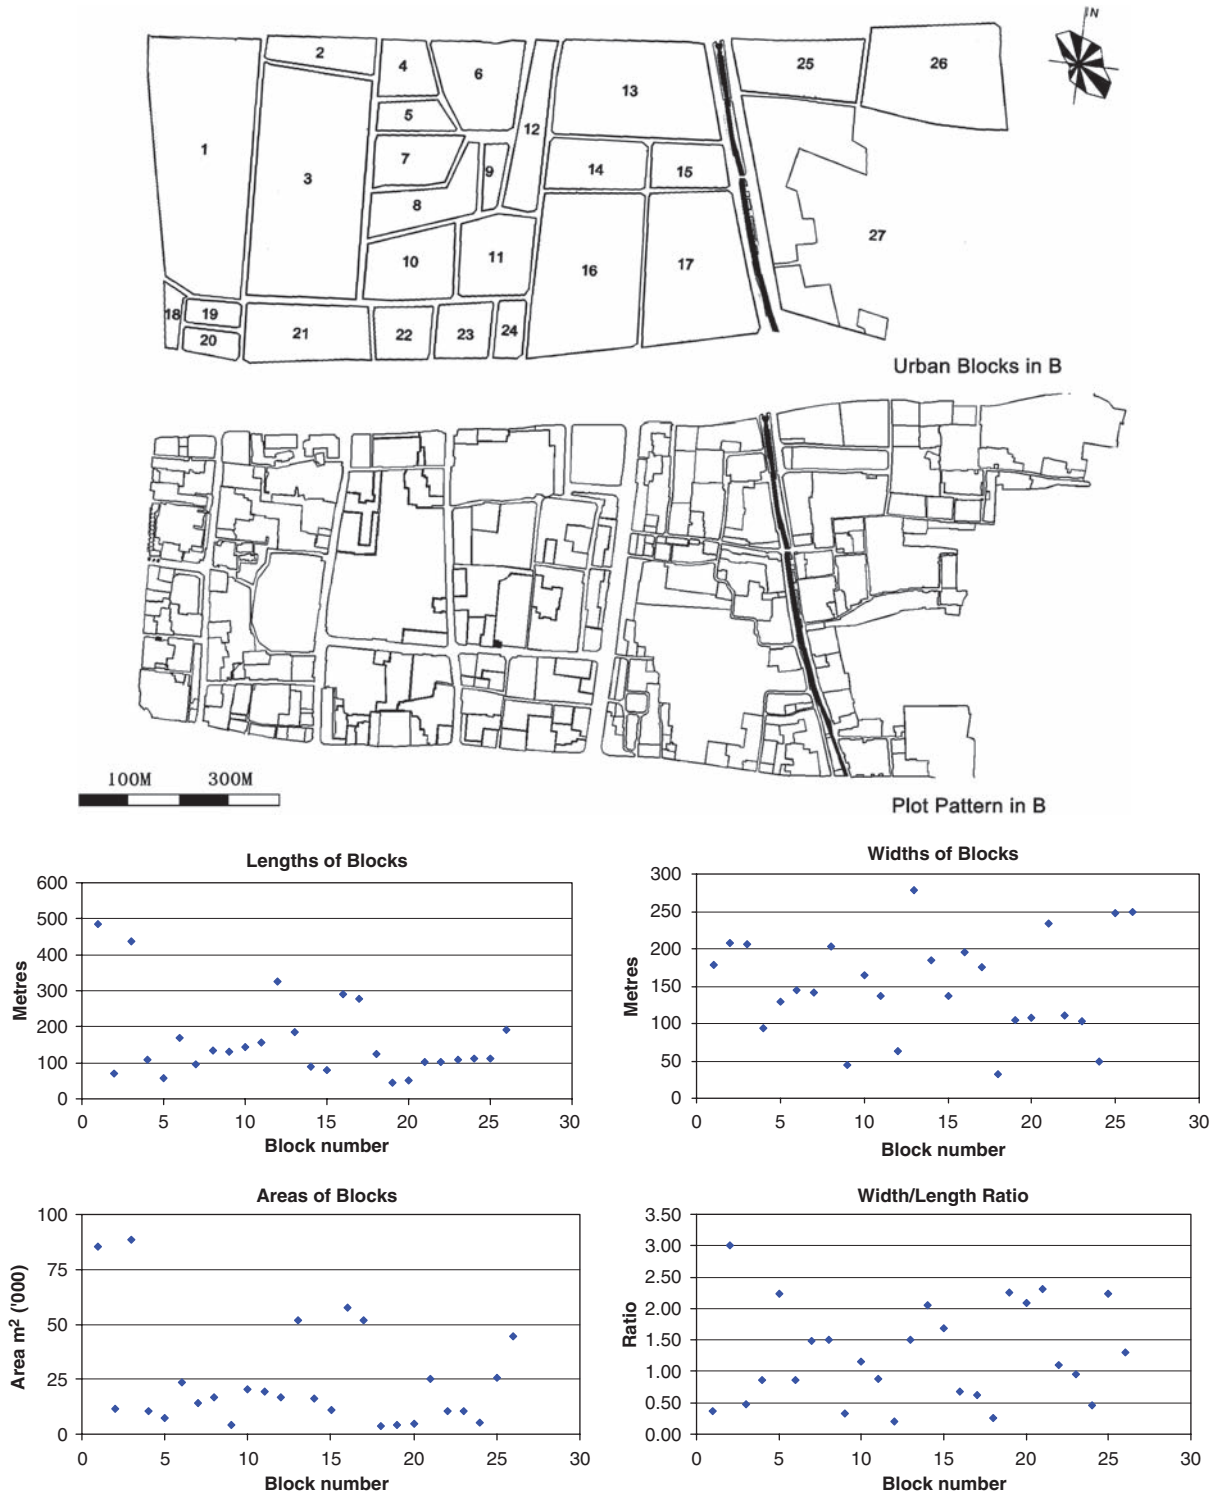 N
2
4
6
25
26
13
5
12
1
7
9
14
15
3
8
27
10
11
16
17
18
19
20
21
22
23
24
Urban Blocks in B
100M 300M
Plot Pattern in B
Lengths of Blocks
600
500
400
300
200
100
0
Metres
0 5 10 15 20 25 30
Block number
Widths of Blocks
300
250
200
150
100
50
0
Metres
0 5 10 15 20 25 30
Block number
Areas of Blocks
100
75
50
25
0
Area m² ('000)
0 5 10 15 20 25 30
Block number
Width/Length Ratio
3.50
3.00
2.50
2.00
1.50
1.00
0.50
0.00
Ratio
0 5 10 15 20 25 30
Block number